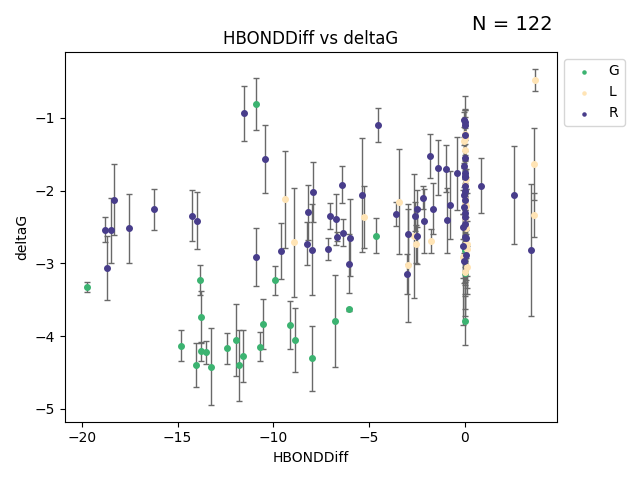 N = 122
HBONDDiff vs deltaG
G
L
R
deltaG
−1
−2
−3
−4
−5
−20
−15
−10
−5
0
HBONDDiff